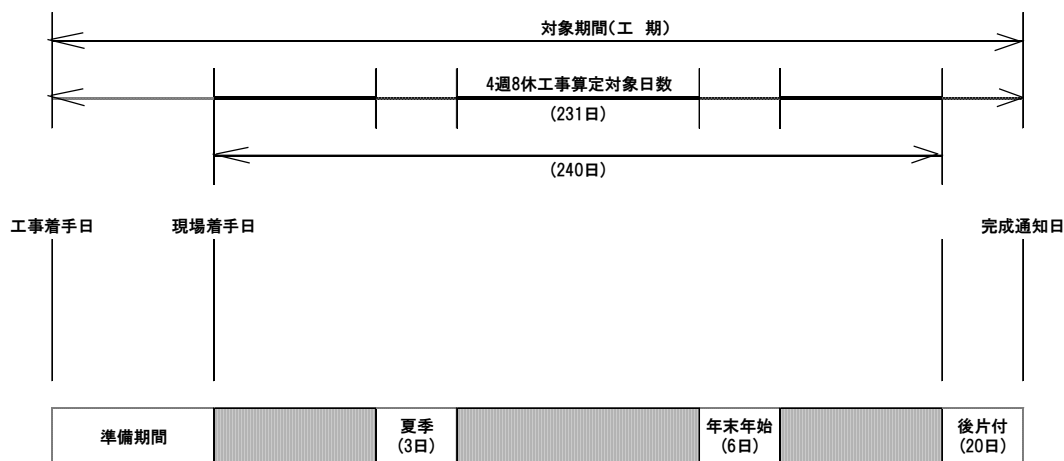 対象期間(工　期)
4週8休工事算定対象日数
(231日)
(240日)
工事着手日
現場着手日
完成通知日
準備期間
夏季
(3日)
年末年始
(6日)
後片付
(20日)